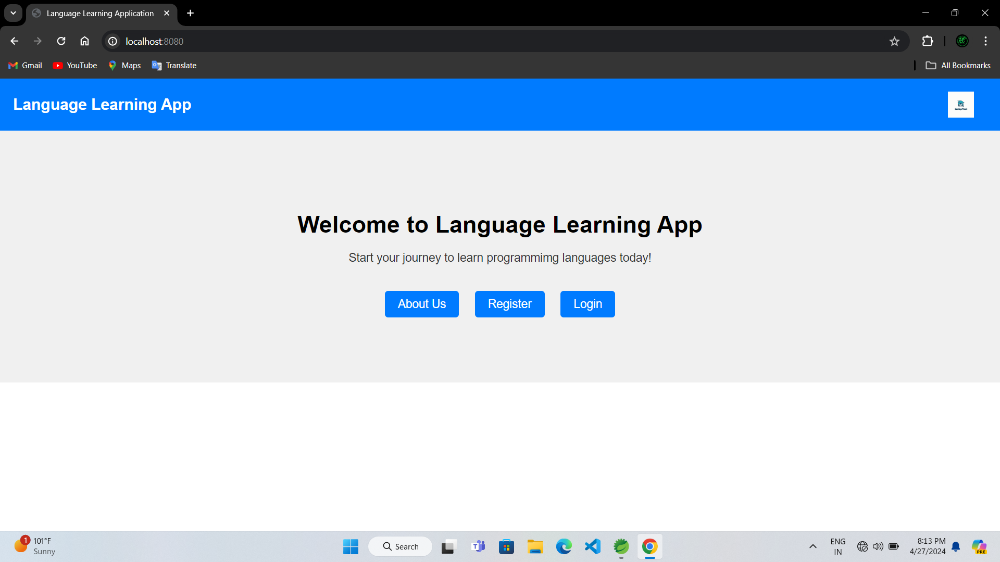 Language Learning Application
localhost:8080
Gmail
YouTube
Maps
Translate
All Bookmarks
Language Learning App
Welcome to Language Learning App
Start your journey to learn programmimg languages today!
About Us
Register
Login
1
101°F
Sunny
Search
ENG
IN
8:13 PM
4/27/2024
PRE